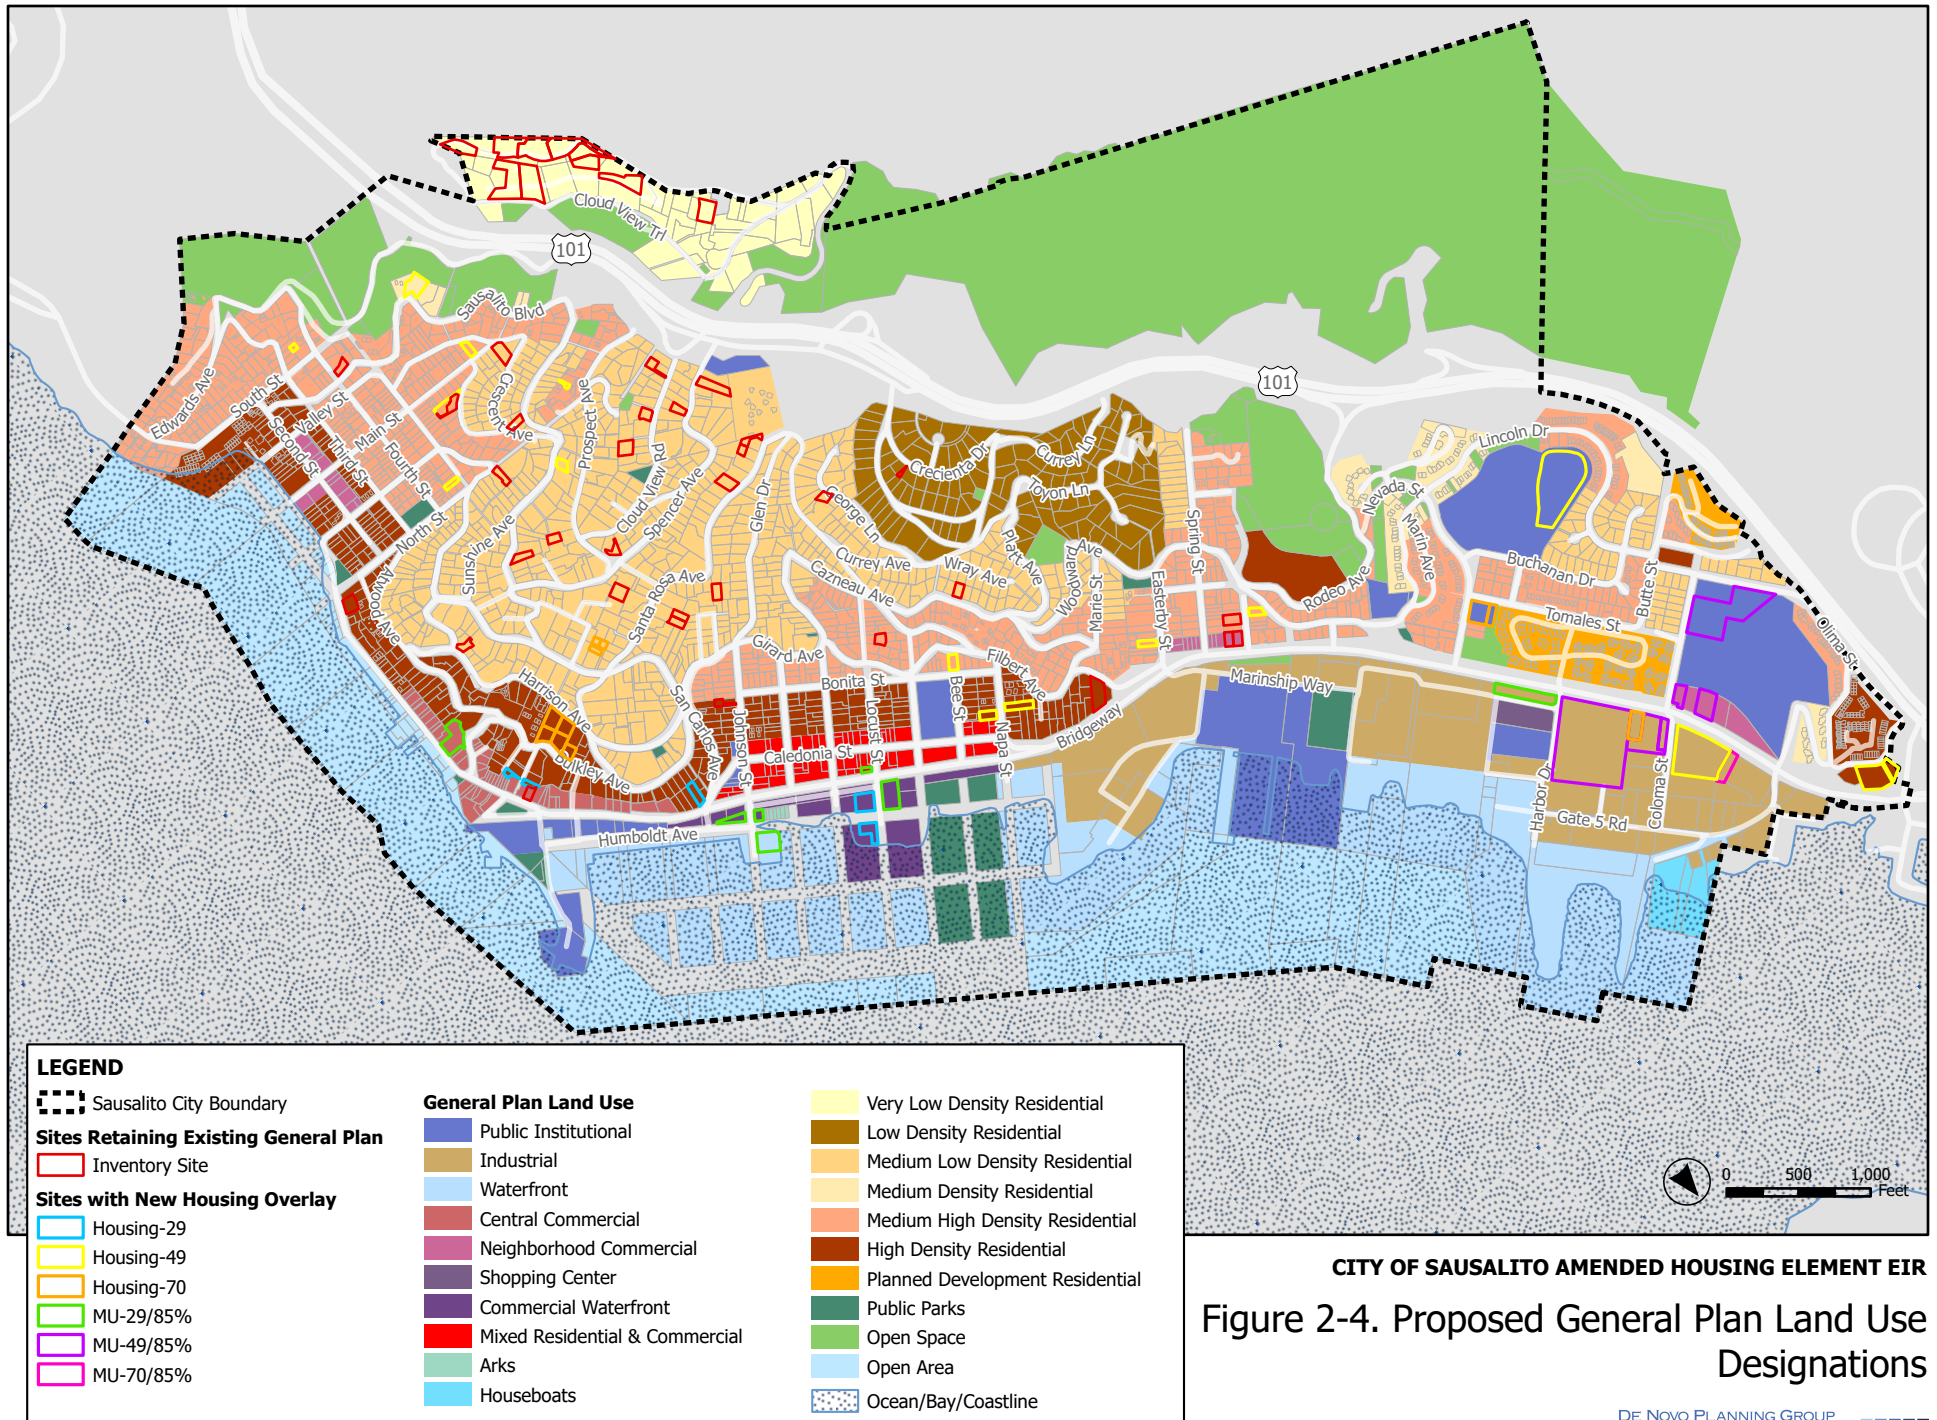 Cloud View Trl
101
Sausalito Blvd
101
Edwards Ave
South St
Second St
Valley St
Third St
Main St
Fourth St
North St
Crescent Ave
Prospect Ave
Cloud View Rd
Spencer Ave
Glen Dr
George Ln
Crecienta Dr
Currey Ln
Toyon Ln
Platt Ave
Woodward Ave
Marie St
Easterby St
Spring St
Rodeo Ave
Nevada St
Marin Ave
Lincoln Dr
Buchanan Dr
Butte St
Tomales St
Olima St
Atwood Ave
Sunshine Ave
Santa Rosa Ave
Currey Ave
Wray Ave
Cazneau Ave
Girard Ave
Bonita St
Filbert Ave
Harrison Ave
Bulkley Ave
San Carlos Ave
Johnson St
Locust St
Bee St
Napa St
Caledonia St
Bridgeway
Marinship Way
Humboldt Ave
Harbor Dr
Gate 5 Rd
Coloma St
LEGEND
Sausalito City Boundary
Sites Retaining Existing General Plan
Inventory Site
Sites with New Housing Overlay
Housing-29
Housing-49
Housing-70
MU-29/85%
MU-49/85%
MU-70/85%
General Plan Land Use
Public Institutional
Industrial
Waterfront
Central Commercial
Neighborhood Commercial
Shopping Center
Commercial Waterfront
Mixed Residential & Commercial
Arks
Houseboats
Very Low Density Residential
Low Density Residential
Medium Low Density Residential
Medium Density Residential
Medium High Density Residential
High Density Residential
Planned Development Residential
Public Parks
Open Space
Open Area
Ocean/Bay/Coastline
0 500 1,000
Feet
CITY OF SAUSALITO AMENDED HOUSING ELEMENT EIR
Figure 2-4. Proposed General Plan Land Use
Designations
DE NOVO PLANNING GROUP